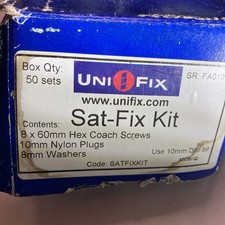 Box Qty:
50 sets
UNIFIX
SR: FA010
www.unifix.com
Sat-Fix Kit
Contents:
8 x 60mm Hex Coach Screws
10mm Nylon Plugs
8mm Washers
Use 10mm Drill bit
Code: SATFIXKIT